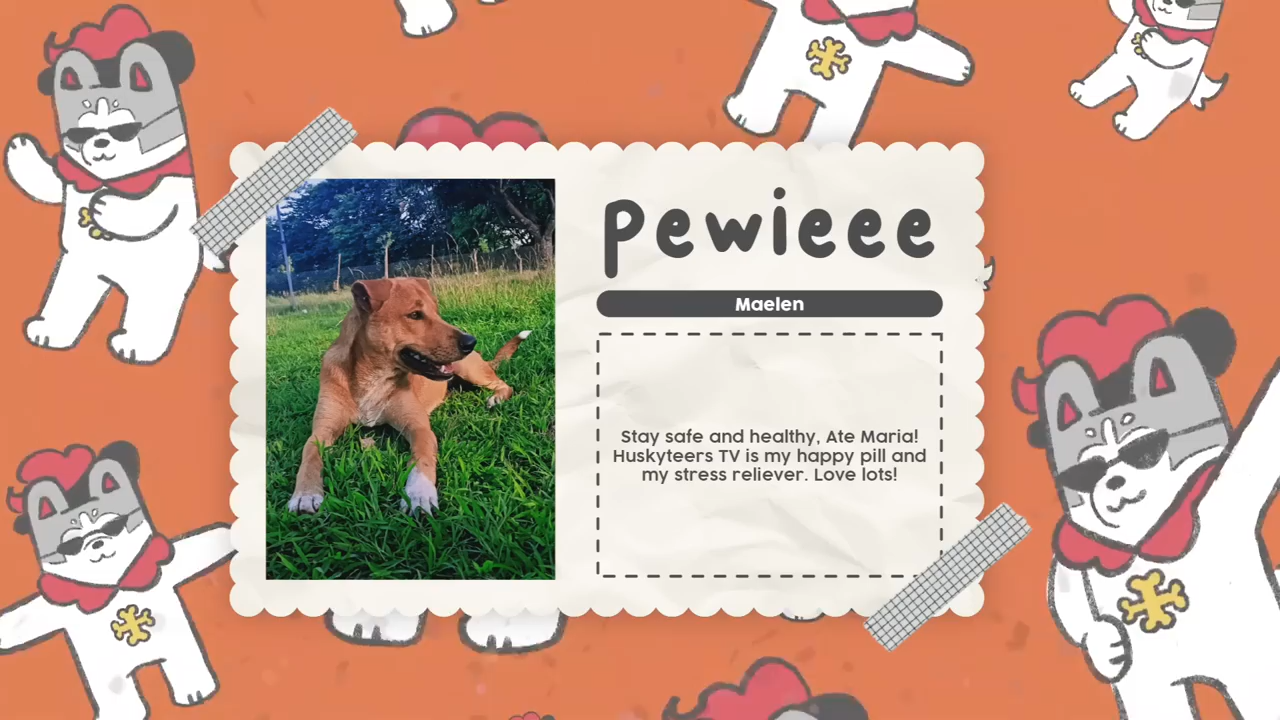 pewieee
Maelen
Stay safe and healthy, Ate Maria!
Huskyteers TV is my happy pill and
my stress reliever. Love lots!